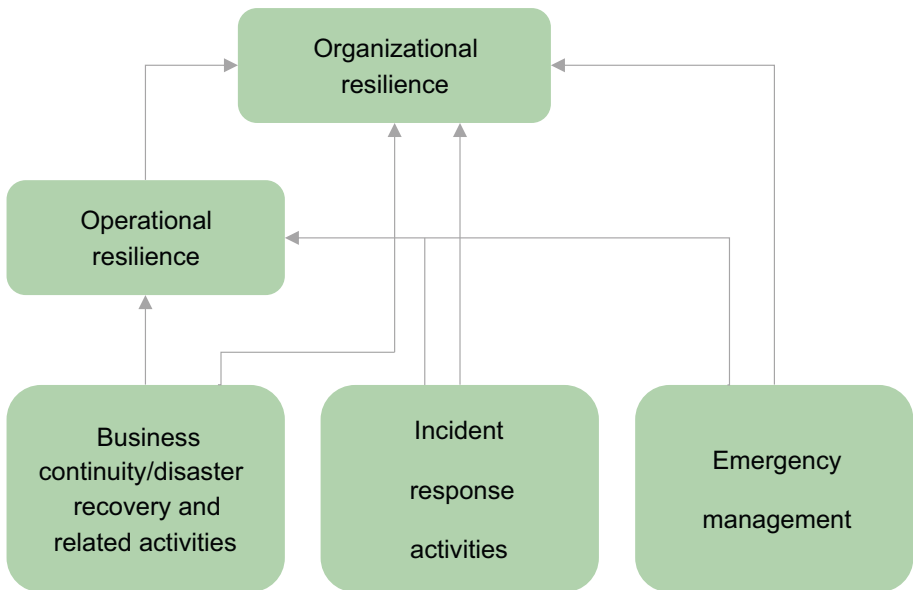 Organizational
resilience
Operational
resilience
Business
continuity/disaster
recovery and
related activities
Incident
response
activities
Emergency
management